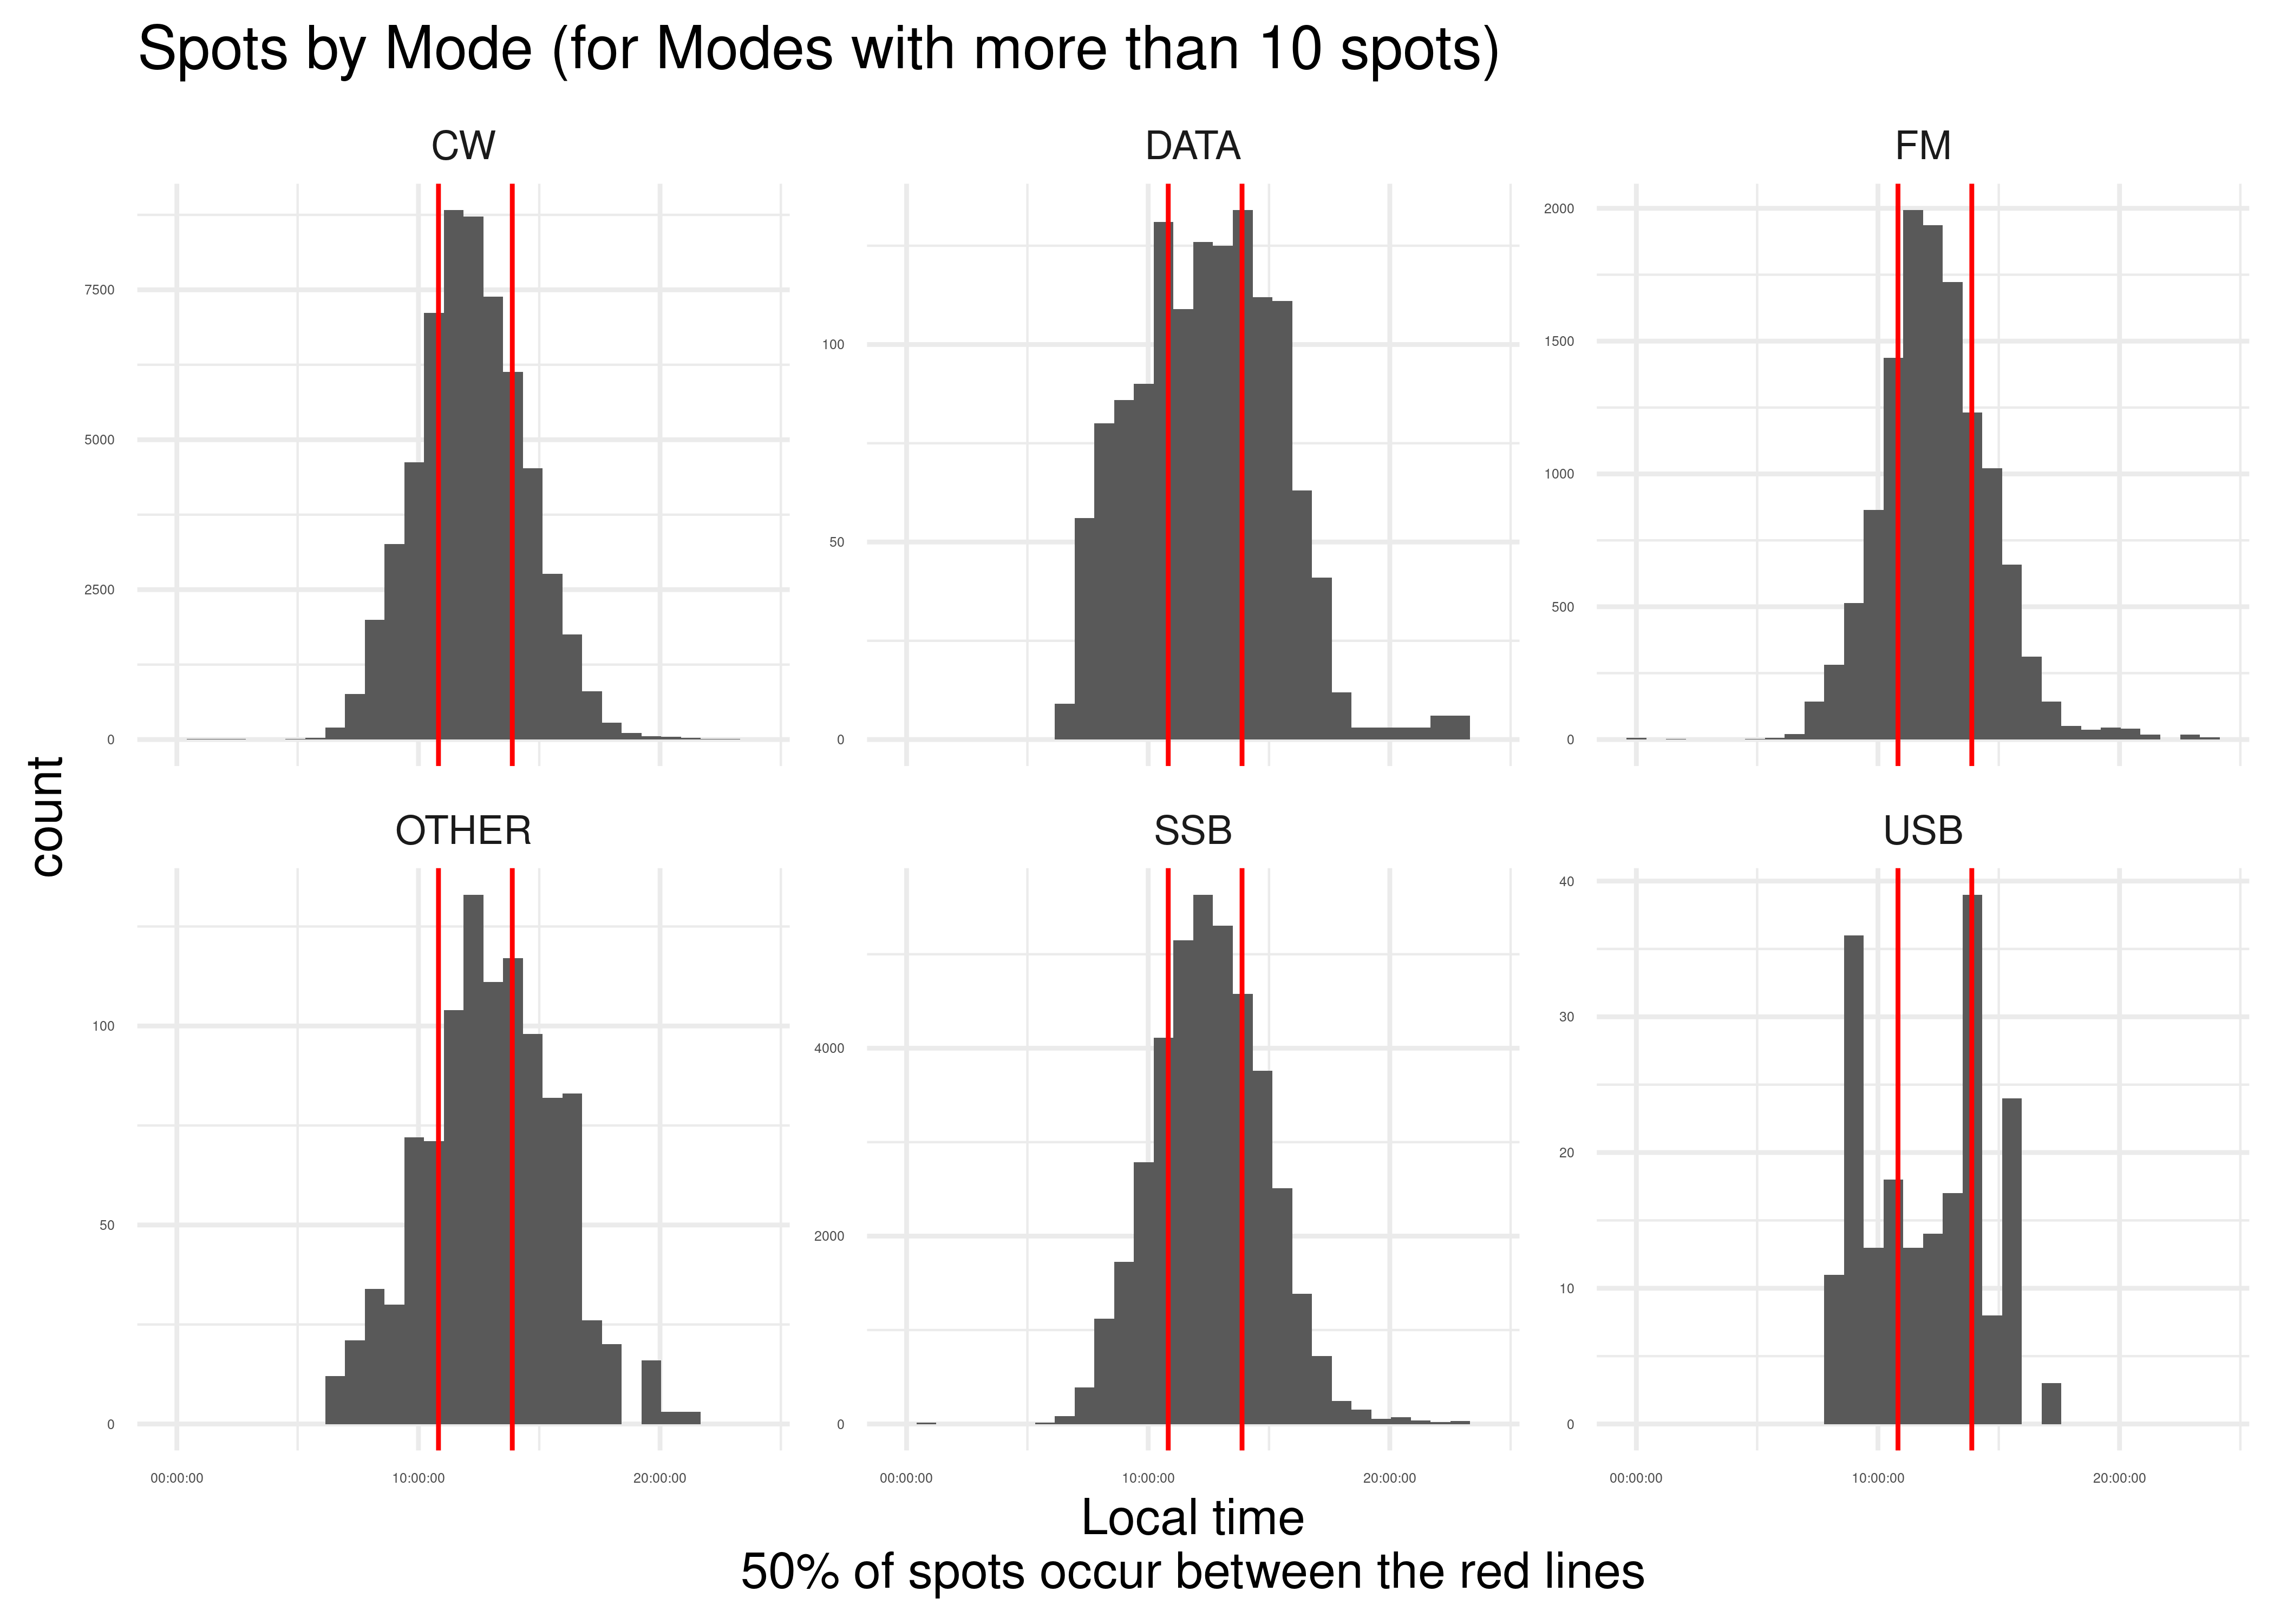 Spots by Mode (for Modes with more than 10 spots)
CW
DATA
FM
7500
5000
2500
0
100
50
0
2000
1500
1000
500
0
count
OTHER
SSB
USB
100
50
0
4000
2000
0
40
30
20
10
0
00:00:00 10:00:00 20:00:00
00:00:00 10:00:00 20:00:00
00:00:00 10:00:00 20:00:00
Local time
50% of spots occur between the red lines